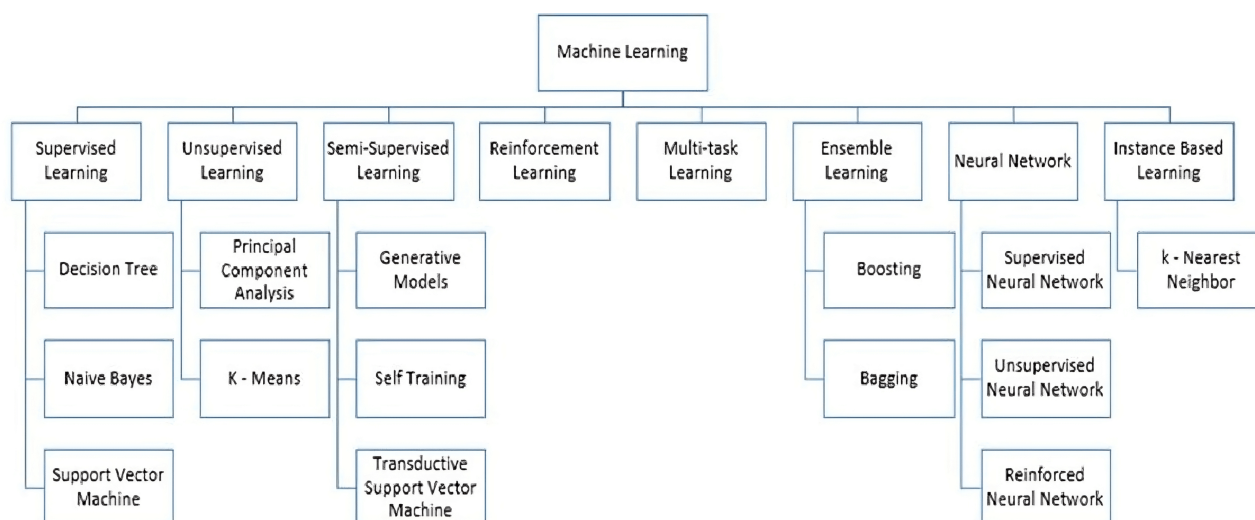 Machine Learning
Supervised
Learning
Unsupervised
Learning
Semi-Supervised
Learning
Reinforcement
Learning
Multi-task
Learning
Ensemble
Learning
Neural Network
Instance Based
Learning
Decision Tree
Naive Bayes
Support Vector
Machine
Principal
Component
Analysis
K - Means
Generative
Models
Self Training
Transductive
Support Vector
Machine
Boosting
Bagging
Supervised
Neural Network
Unsupervised
Neural Network
Reinforced
Neural Network
k - Nearest
Neighbor